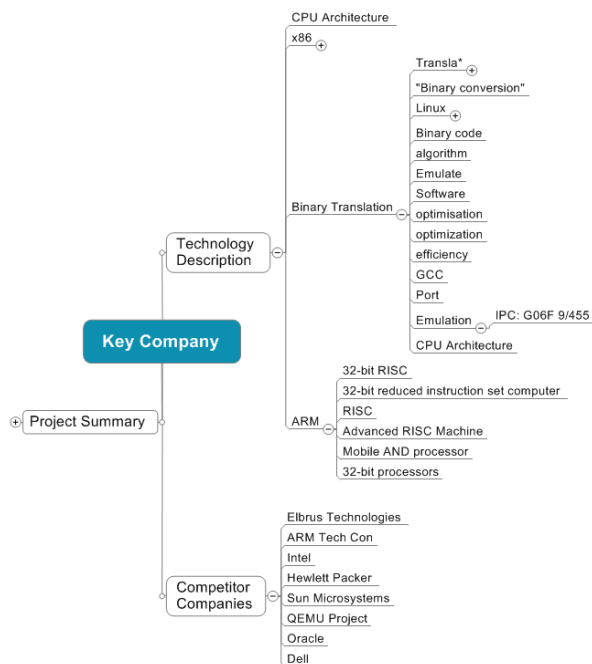 CPU Architecture
x86
Transla*
"Binary conversion"
Linux
Binary code
algorithm
Emulate
Software
Binary Translation
optimisation
optimization
efficiency
GCC
Port
Emulation
IPC: G06F 9/455
CPU Architecture
Technology
Description
Key Company
Project Summary
32-bit RISC
32-bit reduced instruction set computer
RISC
ARM
Advanced RISC Machine
Mobile AND processor
32-bit processors
Elbrus Technologies
ARM Tech Con
Intel
Hewlett Packer
Competitor
Companies
Sun Microsystems
QEMU Project
Oracle
Dell